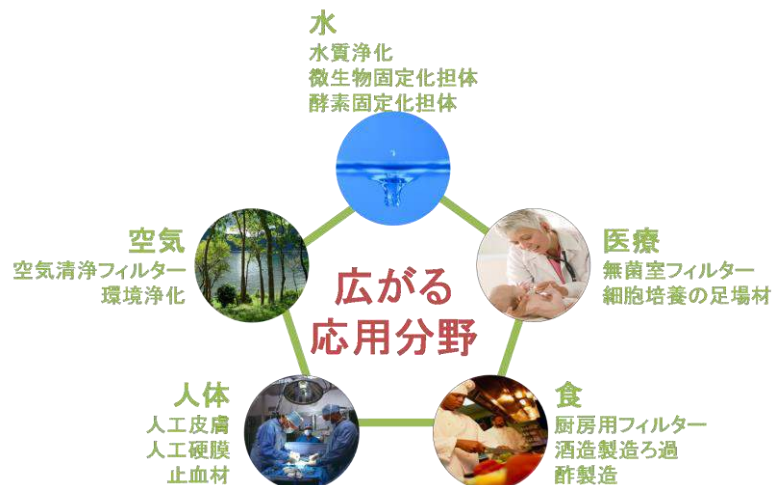 水
水質浄化
微生物固定化担体
酵素固定化担体
空気
空気清浄フィルター
環境浄化
医療
無菌室フィルター
細胞培養の足場材
広がる
応用分野
人体
人工皮膚
人工硬膜
止血材
食
厨房用フィルター
酒造製造ろ過
酢製造